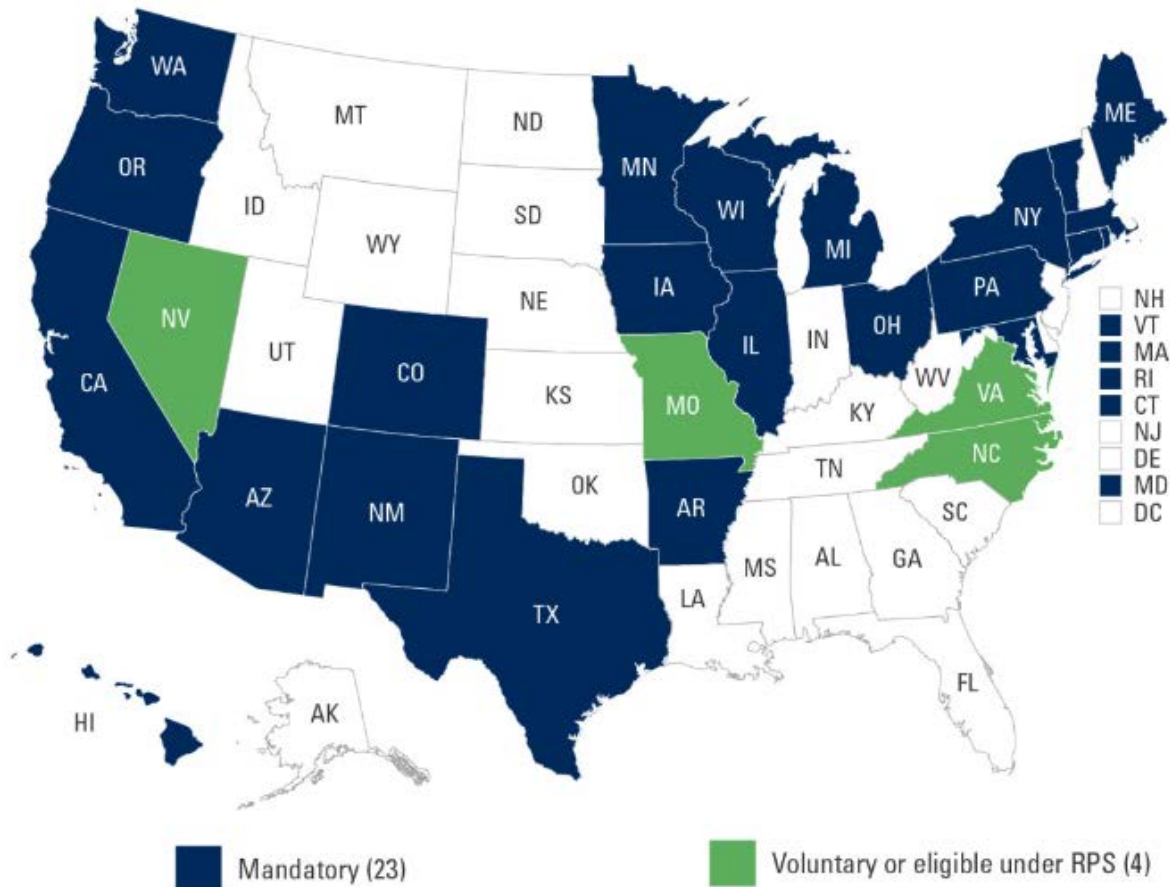 WA
MT
ND
MN
ME
OR
ID
SD
WI
NY
WY
MI
IA
PA
NE
NV
OH
NH
UT
IL
IN
VT
CO
MA
CA
WV
RI
KS
MO
VA
KY
CT
NJ
NC
TN
DE
OK
AZ
MD
NM
AR
SC
DC
MS
AL
GA
LA
TX
FL
AK
HI
Mandatory (23)
Voluntary or eligible under RPS (4)